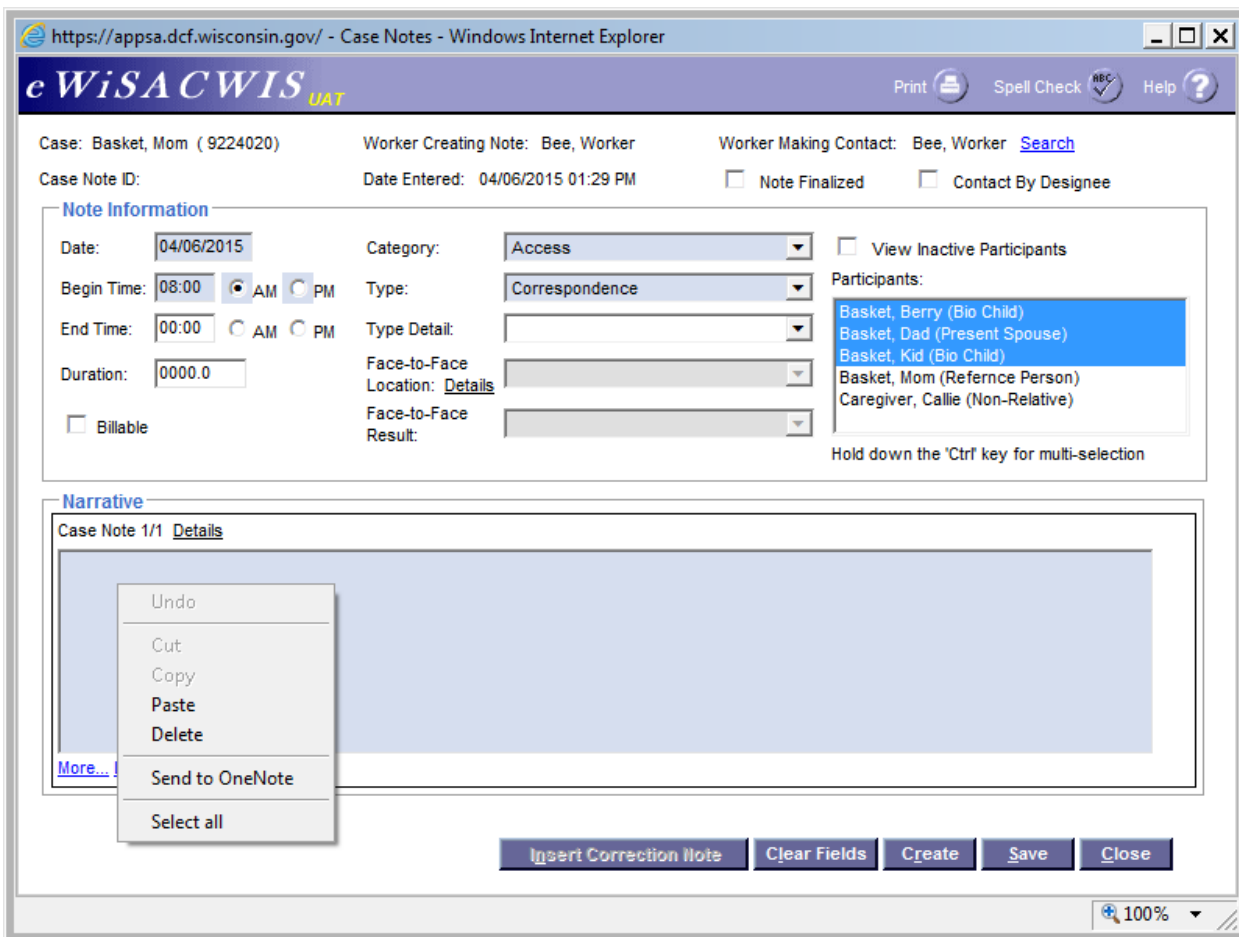 https://appsa.dcf.wisconsin.gov/ - Case Notes - Windows Internet Explorer
e WiSACWIS UAT
Print Spell Check ABC Help ?
Case: Basket, Mom ( 9224020) Worker Creating Note: Bee, Worker Worker Making Contact: Bee, Worker Search
Case Note ID: Date Entered: 04/06/2015 01:29 PM Note Finalized Contact By Designee
Note Information
Date: 04/06/2015 Category: Access View Inactive Participants
Begin Time: 08:00 AM PM Type: Correspondence Participants:
Basket, Berry (Bio Child)
Basket, Dad (Present Spouse)
Basket, Kid (Bio Child)
Basket, Mom (Refernce Person)
Caregiver, Callie (Non-Relative)
End Time: 00:00 AM PM Type Detail:
Duration: 0000.0 Face-to-Face
Location: Details
Billable Face-to-Face
Result:
Hold down the 'Ctrl' key for multi-selection
Narrative
Case Note 1/1 Details
Undo
Cut
Copy
Paste
Delete
More...
Send to OneNote
Select all
Insert Correction Note Clear Fields Create Save Close
100%